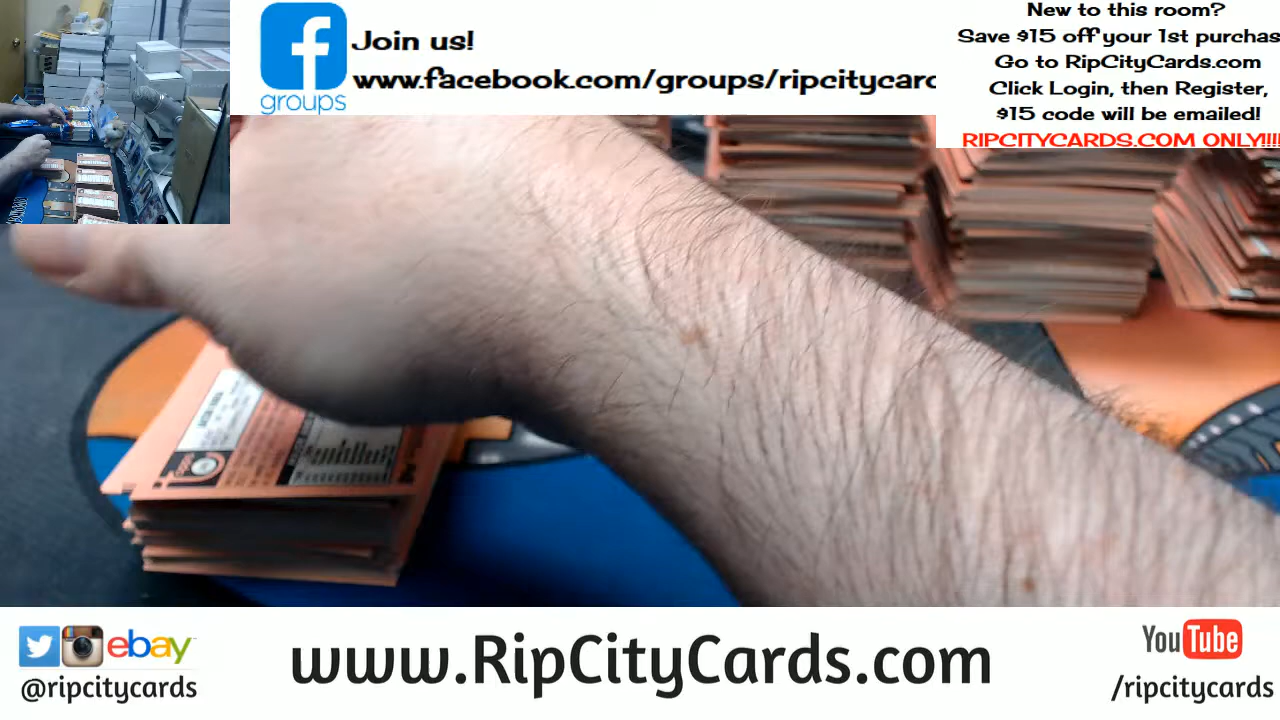 Join us!
www.facebook.com/groups/ripcitycarc
groups
New to this room?
Save $15 off your 1st purchas
Go to RipCityCards.com
Click Login, then Register,
$15 code will be emailed!
RIPCITYCARDS.COM ONLY!!!!
ebay
@ripcitycards
www.RipCityCards.com
YouTube
/ripcitycards